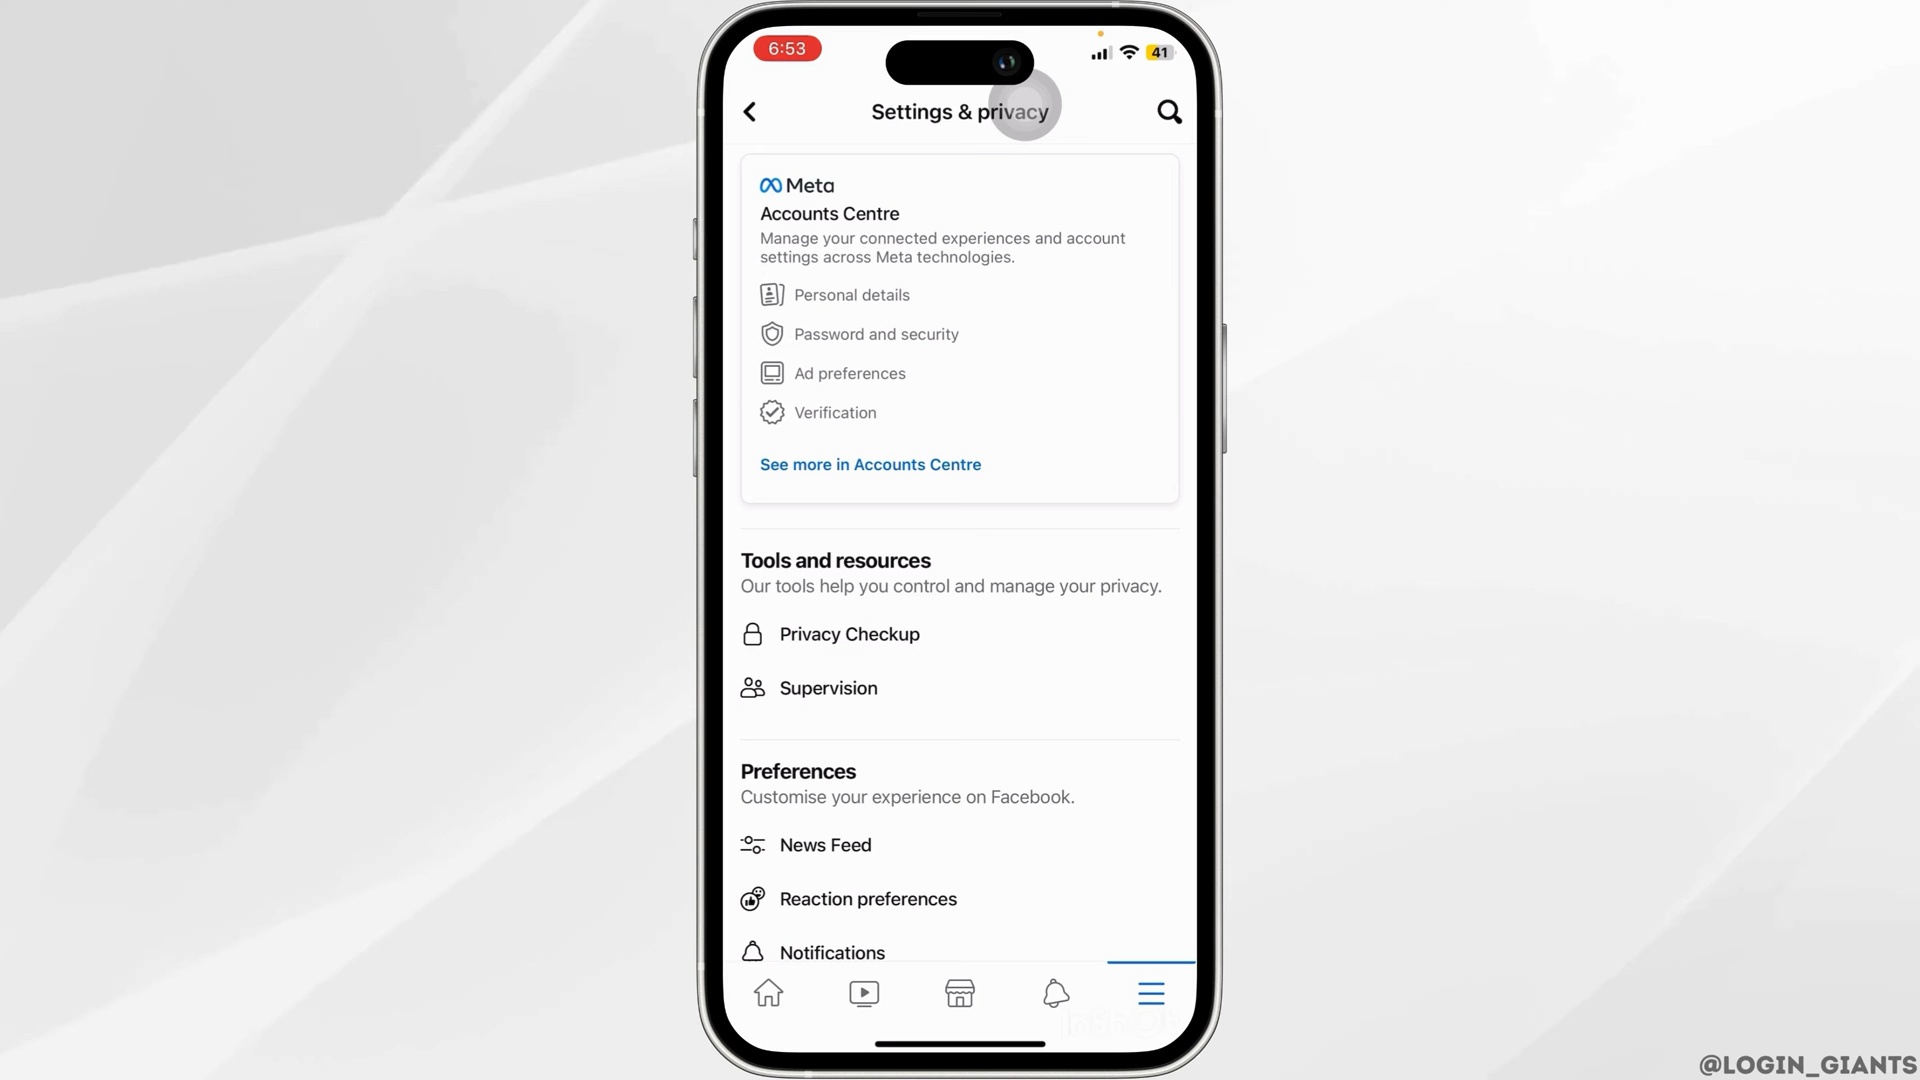 6:53
41
Settings & privacy
Meta
Accounts Centre
Manage your connected experiences and account
settings across Meta technologies.
Personal details
Password and security
Ad preferences
Verification
See more in Accounts Centre
Tools and resources
Our tools help you control and manage your privacy.
Privacy Checkup
Supervision
Preferences
Customise your experience on Facebook.
News Feed
Reaction preferences
Notifications
@LOGIN_GIANTS